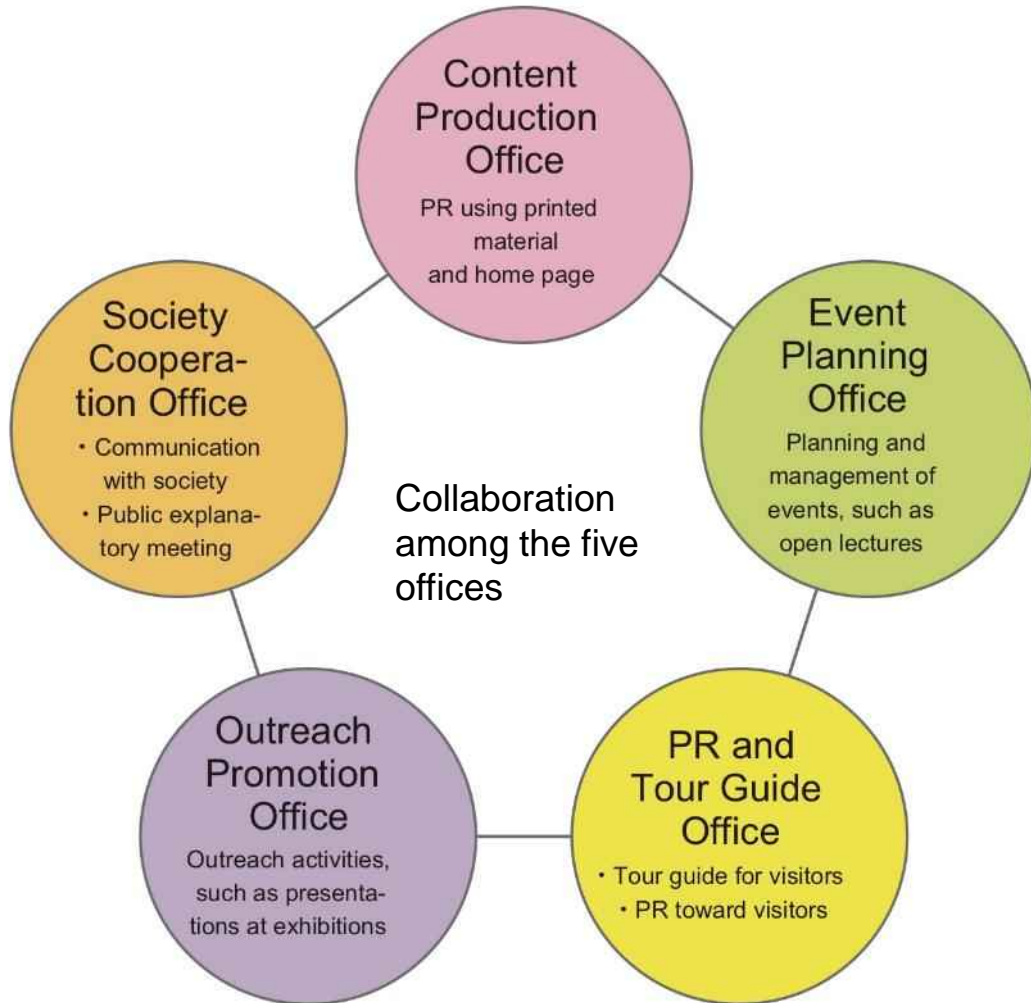 Content
Production
Office
PR using printed
material
and home page
Society
Coopera-
tion Office
・Communication
with society
・Public explana-
tory meeting
Event
Planning
Office
Planning and
management of
events, such as
open lectures
Collaboration
among the five
offices
Outreach
Promotion
Office
Outreach activities,
such as presenta-
tions at exhibitions
PR and
Tour Guide
Office
・Tour guide for visitors
・PR toward visitors